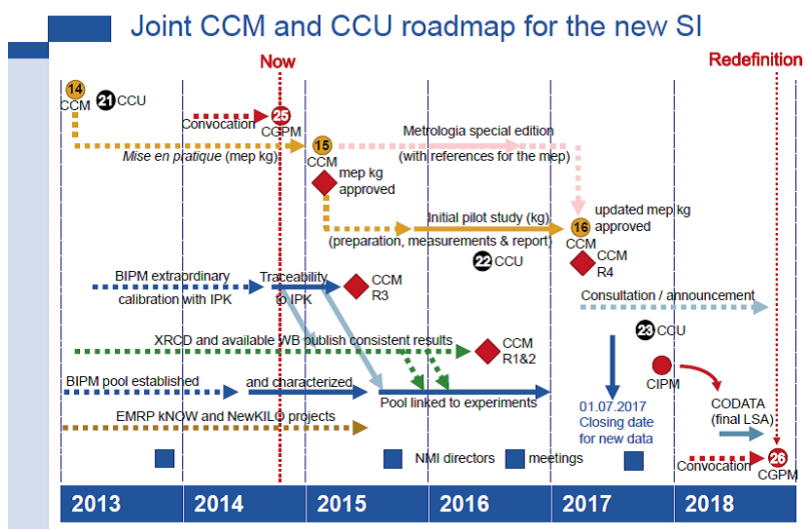 Joint CCM and CCU roadmap for the new SI
Now
Redefinition
14
CCM
21 CCU
Convocation
25
CGPM
Mise en pratique (mep kg)
15
CCM
mep kg
approved
Metrologia special edition
(with references for the mep)
Initial pilot study (kg)
(preparation, measurements & report)
16
CCM
updated mep kg
approved
22
CCU
CCM
R4
BIPM extraordinary
calibration with IPK
Traceability
to IPK
CCM
R3
Consultation / announcement
XRCD and available WB publish consistent results
CCM
R1&2
23
CCU
CIPM
BIPM pool established
and characterized
Pool linked to experiments
01.07.2017
Closing date
for new data
CODATA
(final LSA)
EMRP kNOW and NewKILO projects
NMI directors
meetings
Convocation
26
CGPM
2013
2014
2015
2016
2017
2018